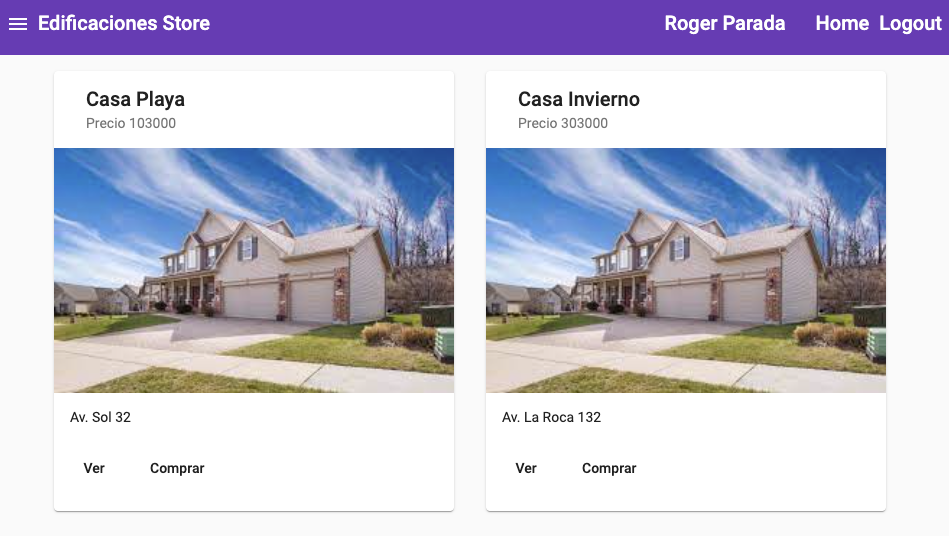 Edificaciones Store
Roger Parada Home Logout
Casa Playa
Precio 103000
Av. Sol 32
Ver Comprar
Casa Invierno
Precio 303000
Av. La Roca 132
Ver Comprar